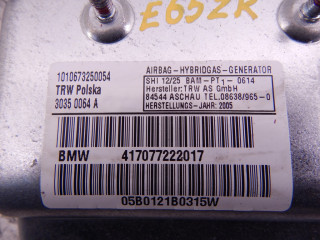 E65ZR
1010673250054
TRW Polska
3035 0064 A
AIRBAG-HYBRIDGAS-GENERATOR
SHI 12/25 BAM-PT1-0614
Hersteller:TRW AS GmbH
84544 ASCHAU TEL.08638/965-0
HERSTELLUNGS-JAHR: 2005
BMW 417077222017
05B0121B0315W